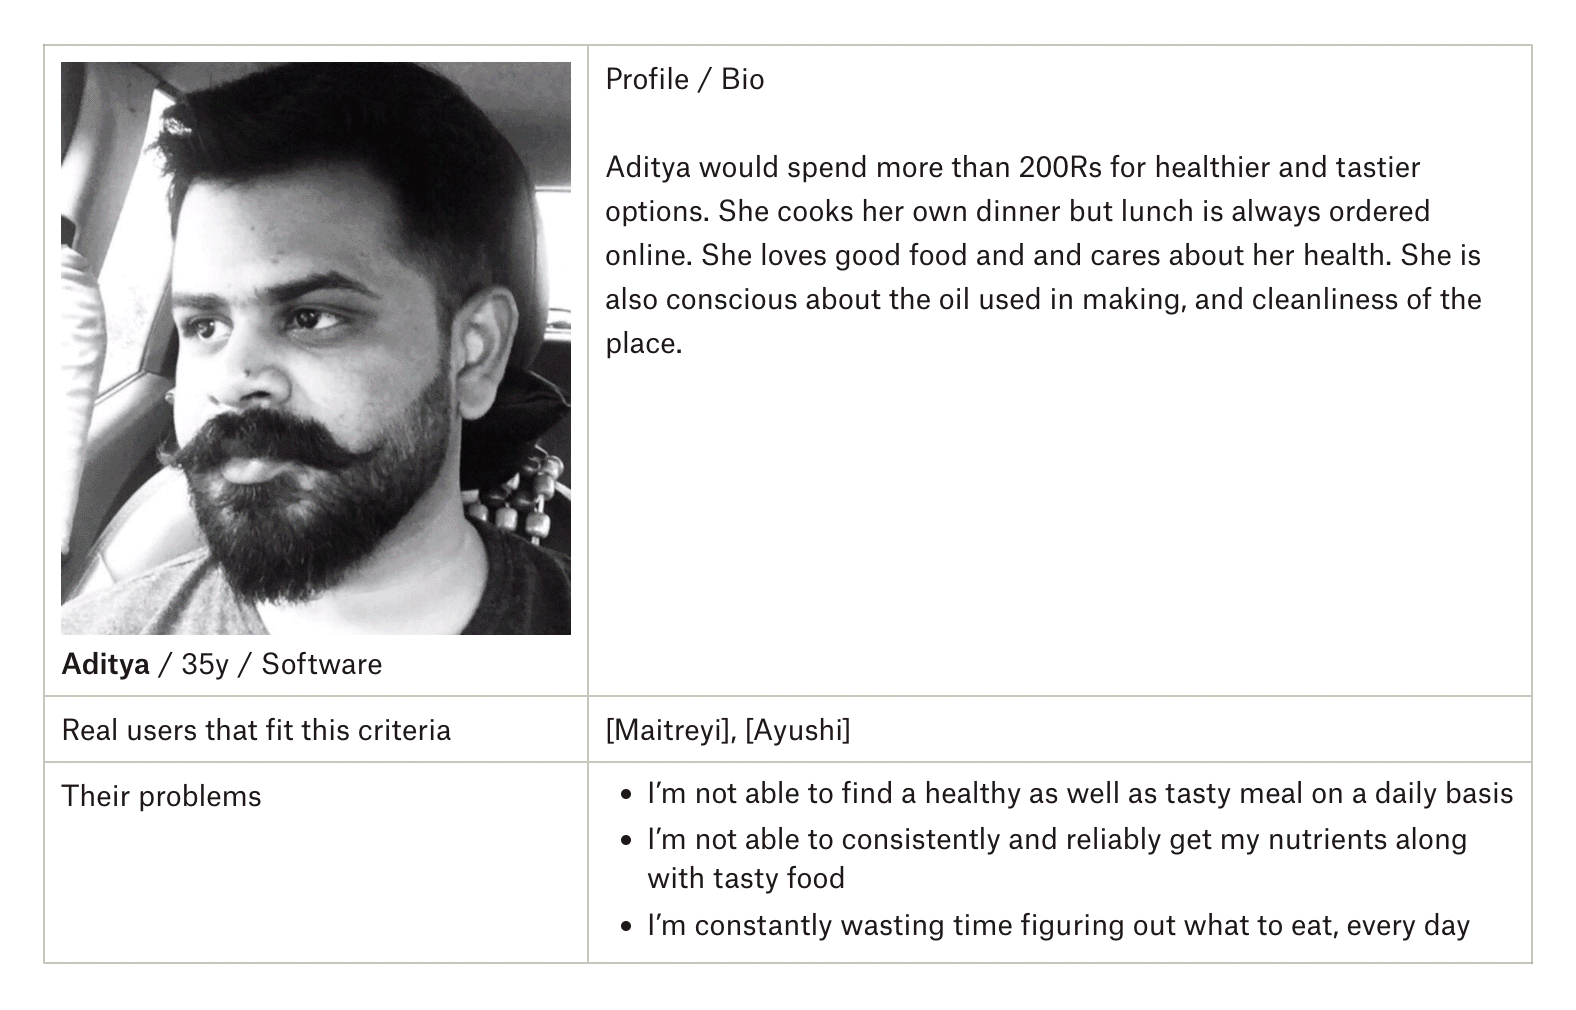 Profile / Bio
Aditya would spend more than 200Rs for healthier and tastier
options. She cooks her own dinner but lunch is always ordered
online. She loves good food and and cares about her health. She is
also conscious about the oil used in making, and cleanliness of the
place.
Aditya / 35y / Software
Real users that fit this criteria
[Maitreyi], [Ayushi]
Their problems
• I’m not able to find a healthy as well as tasty meal on a daily basis
• I’m not able to consistently and reliably get my nutrients along
with tasty food
• I’m constantly wasting time figuring out what to eat, every day